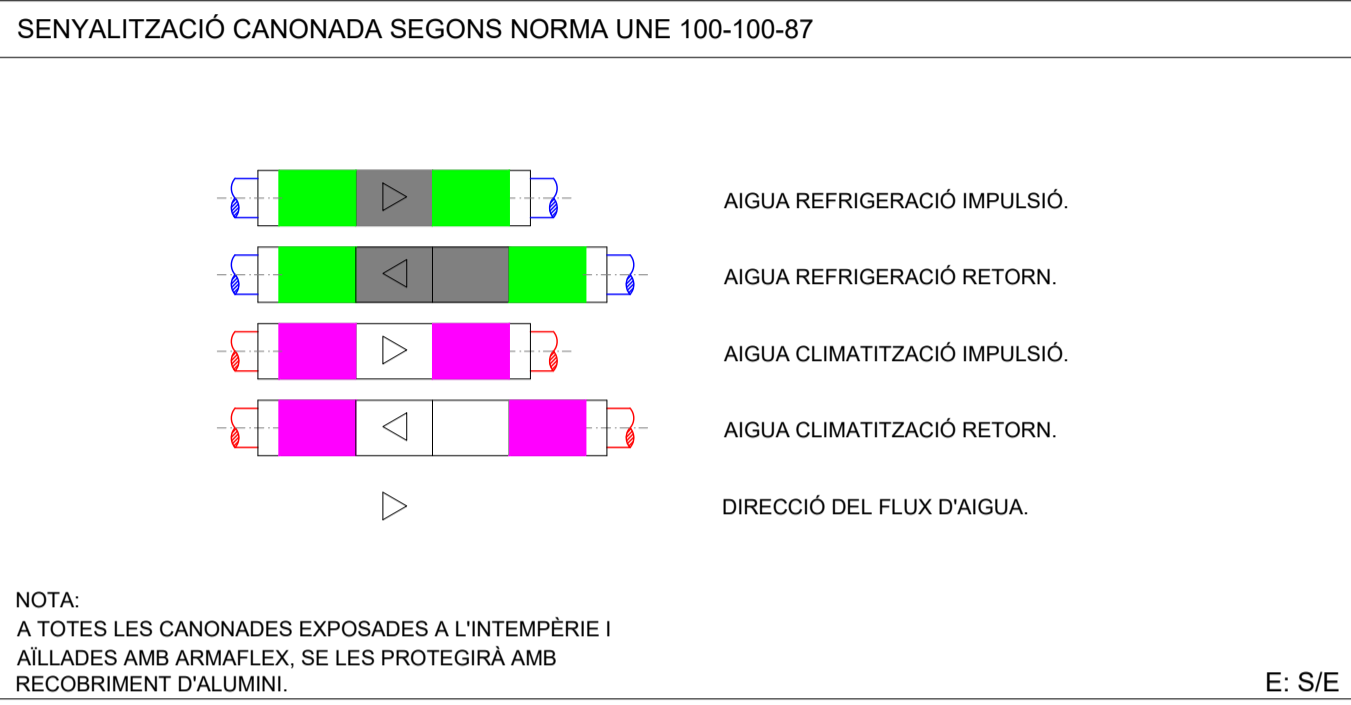 SENYALITZACIÓ CANONADA SEGONS NORMA UNE 100-100-87
AIGUA REFRIGERACIÓ IMPULSIÓ.
AIGUA REFRIGERACIÓ RETORN.
AIGUA CLIMATITZACIÓ IMPULSIÓ.
AIGUA CLIMATITZACIÓ RETORN.
DIRECCIÓ DEL FLUX D'AIGUA.
NOTA:
A TOTES LES CANONADES EXPOSADES A L'INTEMPÈRIE I
AÏLLADES AMB ARMAFLEX, SE LES PROTEGIRÀ AMB
RECOBRIMENT D'ALUMINI.
E: S/E